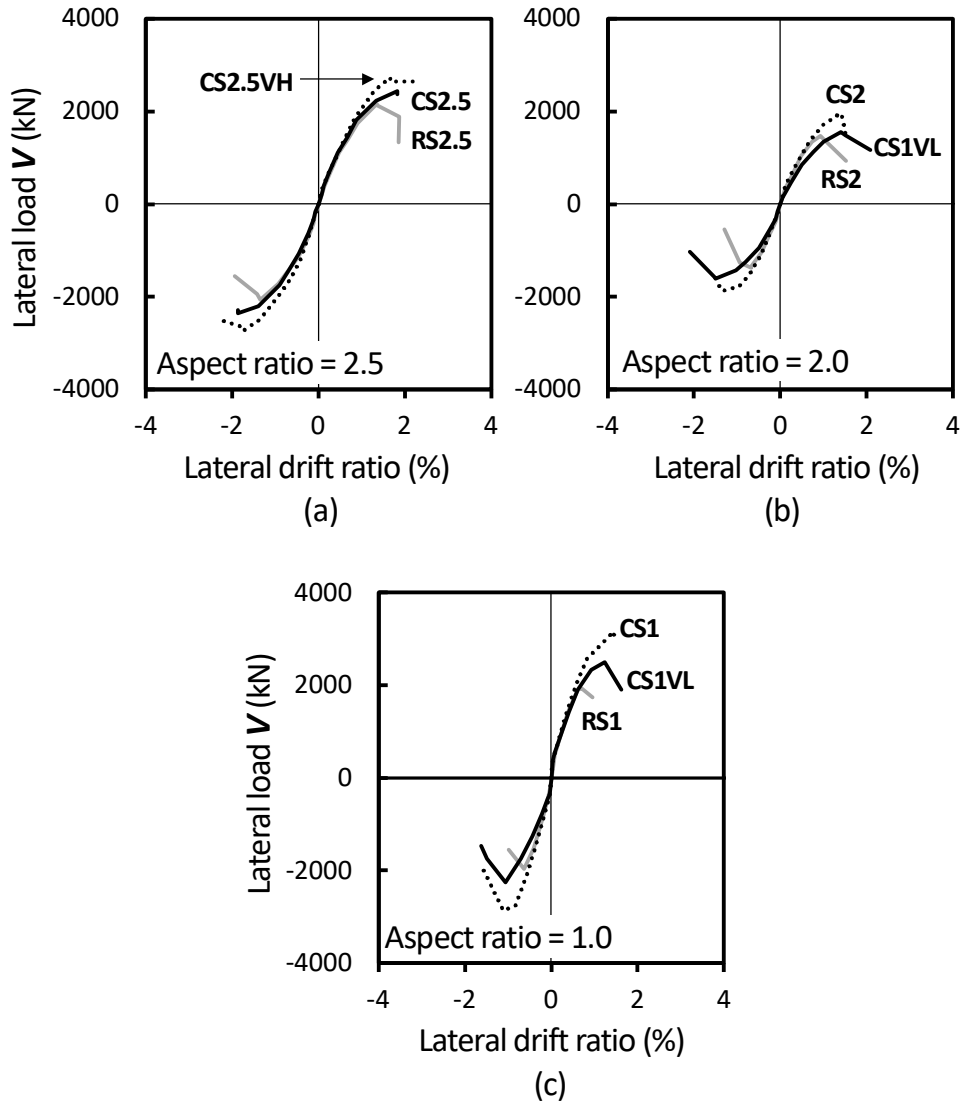 4000
2000
0
-2000
-4000
Lateral load V (kN)
CS2.5VH
CS2.5
RS2.5
Aspect ratio = 2.5
-4 -2 0 2 4
Lateral drift ratio (%)
(a)
4000
2000
0
-2000
-4000
CS2
CS1VL
RS2
Aspect ratio = 2.0
-4 -2 0 2 4
Lateral drift ratio (%)
(b)
4000
2000
0
-2000
-4000
Lateral load V (kN)
CS1
CS1VL
RS1
Aspect ratio = 1.0
-4 -2 0 2 4
Lateral drift ratio (%)
(c)